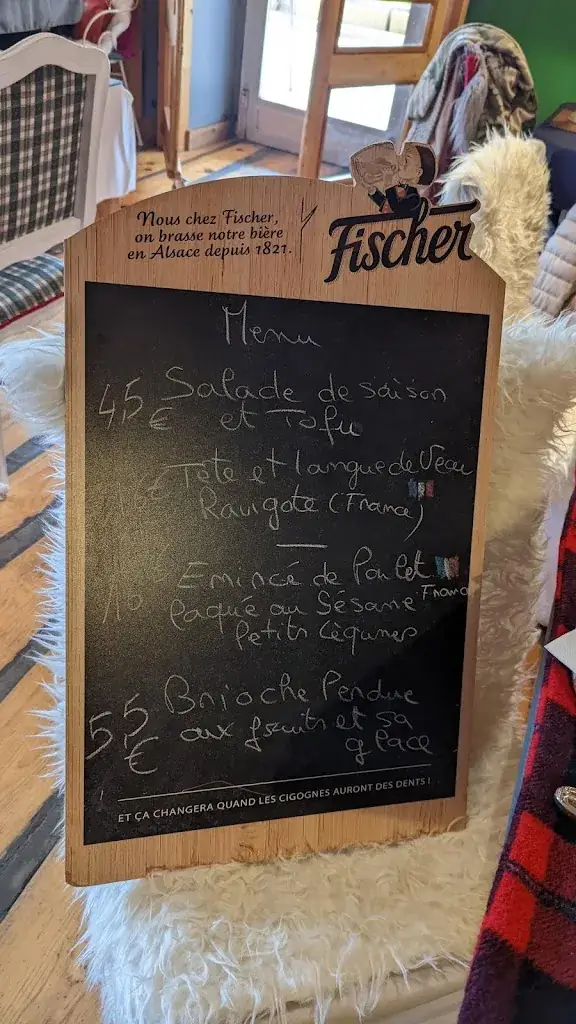 Nous chez Fischer,
on brasse notre bière
en Alsace depuis 1821.
Fischer
Menu
4,5 € Salade de saison
et Tofu
Tête et langue de Veau
Ravigote (France)
Emincé de Poulet
France
laqué au Sésame
Petits Légumes
5,5 € Brioche Perdue
aux fruits et sa
glace
ET ÇA CHANGERA QUAND LES CIGOGNES AURONT DES DENTS !